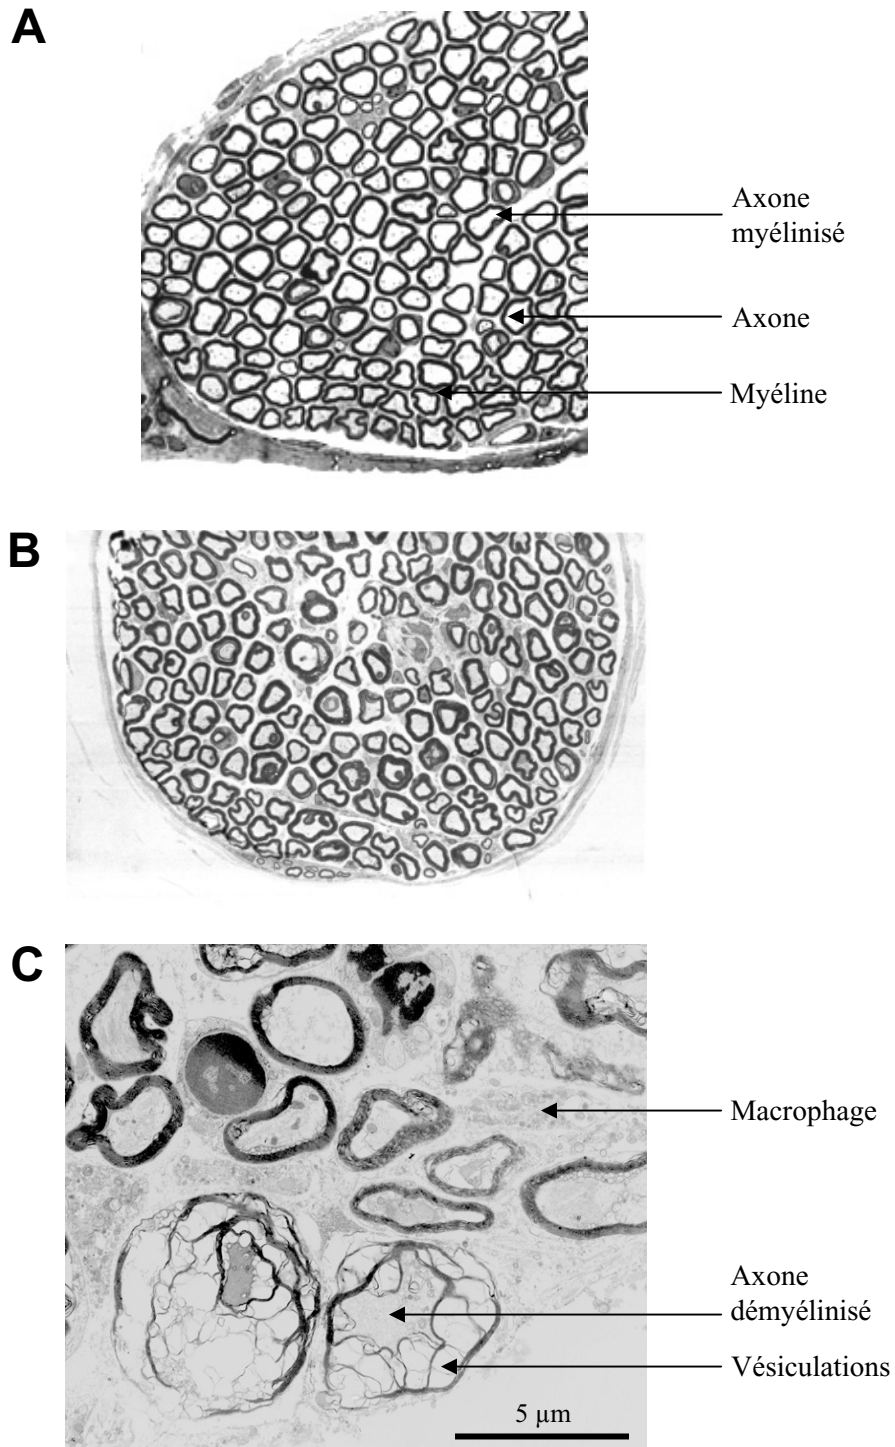 A
Axone
myélinisé
Axone
Myéline
B
C
Macrophage
Axone
démyélinisé
Vésiculations
5 µm